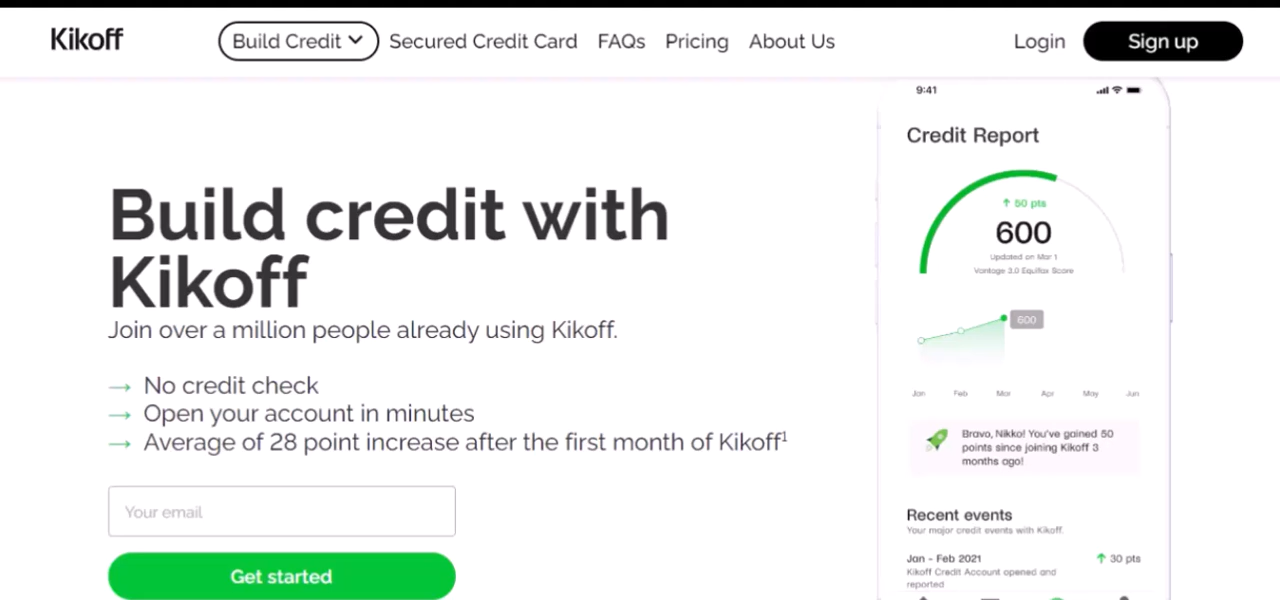 Kikoff
Build Credit
Secured Credit Card
FAQs
Pricing
About Us
Login
Sign up
Build credit with
Kikoff
Join over a million people already using Kikoff.
→ No credit check
→ Open your account in minutes
→ Average of 28 point increase after the first month of Kikoff¹
Your email
Get started
9:41
Credit Report
↑ 50 pts
600
Updated on Mar 1
Vantage 3.0 Equifax Score
600
Jan Feb Mar Apr May Jun
Bravo, Nikko! You've gained 50
points since joining Kikoff 3
months ago!
Recent events
Your major credit events with Kikoff.
Jan - Feb 2021
↑ 30 pts
Kikoff Credit Account opened and
reported